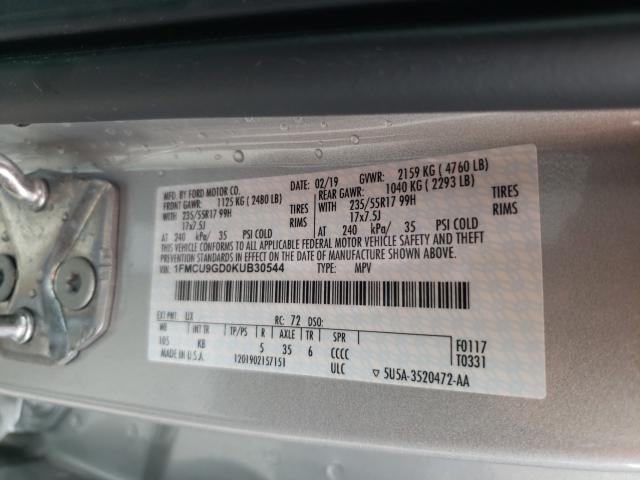 MFD. BY FORD MOTOR CO. DATE: 02/19 GVWR: 2159 KG ( 4760 LB)
FRONT GAWR: 1125 KG ( 2480 LB) REAR GAWR: 1040 KG ( 2293 LB)
WITH 235/55R17 99H TIRES WITH 235/55R17 99H TIRES
17x7.5J RIMS 17x7.5J RIMS
AT 240 kPa/ 35 PSI COLD AT 240 kPa/ 35 PSI COLD
THIS VEHICLE CONFORMS TO ALL APPLICABLE FEDERAL MOTOR VEHICLE SAFETY AND THEFT
PREVENTION STANDARDS IN EFFECT ON THE DATE OF MANUFACTURE SHOWN ABOVE.
VIN: 1FMCU9GD0KUB30544 TYPE: MPV
EXT PNT: UX RC: 72 DSO:
WB INT TR TP/PS R AXLE TR SPR F0117
105 KB 5 35 6 CCCC T0331
MADE IN U.S.A. 1201902157151 ULC ▽ 5U5A-3520472-AA